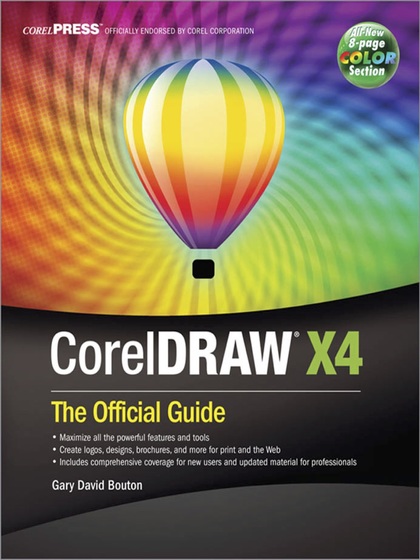 CORELPRESS™ OFFICIALLY ENDORSED BY COREL CORPORATION
All-New
8-page
COLOR
Section
CorelDRAW® X4
The Official Guide
• Maximize all the powerful features and tools
• Create logos, designs, brochures, and more for print and the Web
• Includes comprehensive coverage for new users and updated material for professionals
Gary David Bouton